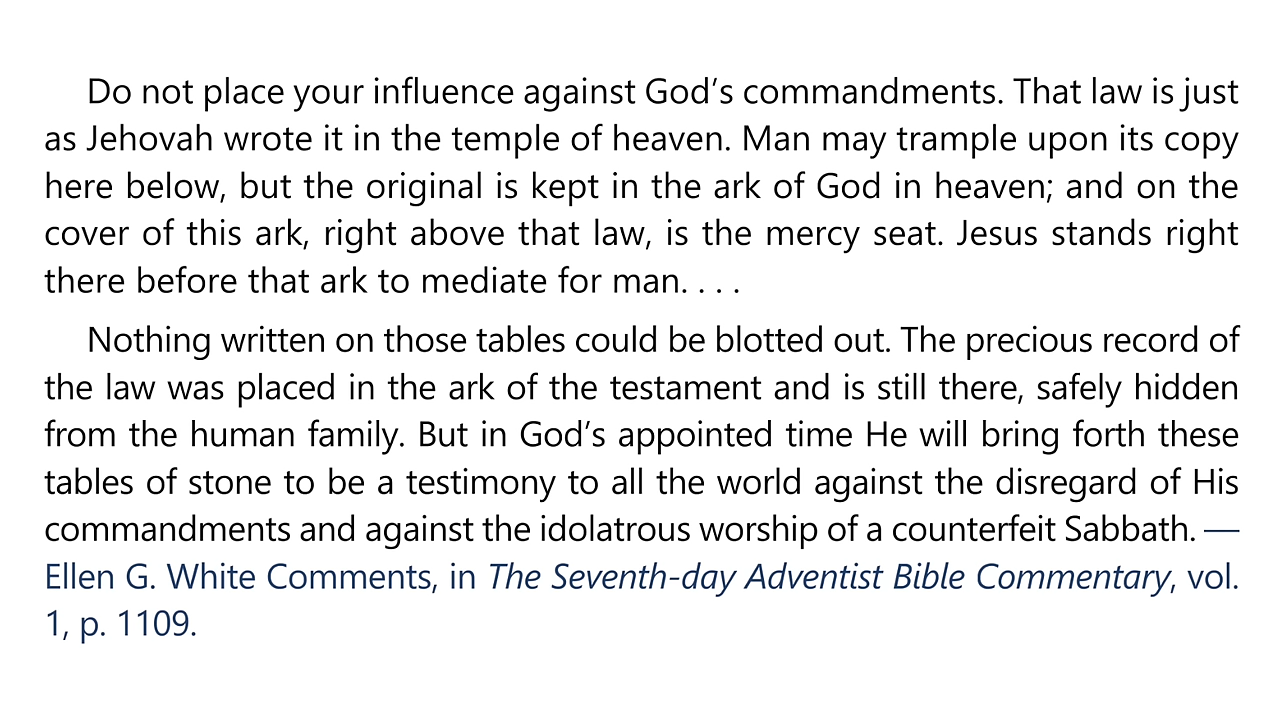 Do not place your influence against God’s commandments. That law is just
as Jehovah wrote it in the temple of heaven. Man may trample upon its copy
here below, but the original is kept in the ark of God in heaven; and on the
cover of this ark, right above that law, is the mercy seat. Jesus stands right
there before that ark to mediate for man. . . .
Nothing written on those tables could be blotted out. The precious record of
the law was placed in the ark of the testament and is still there, safely hidden
from the human family. But in God’s appointed time He will bring forth these
tables of stone to be a testimony to all the world against the disregard of His
commandments and against the idolatrous worship of a counterfeit Sabbath. —
Ellen G. White Comments, in The Seventh-day Adventist Bible Commentary, vol.
1, p. 1109.